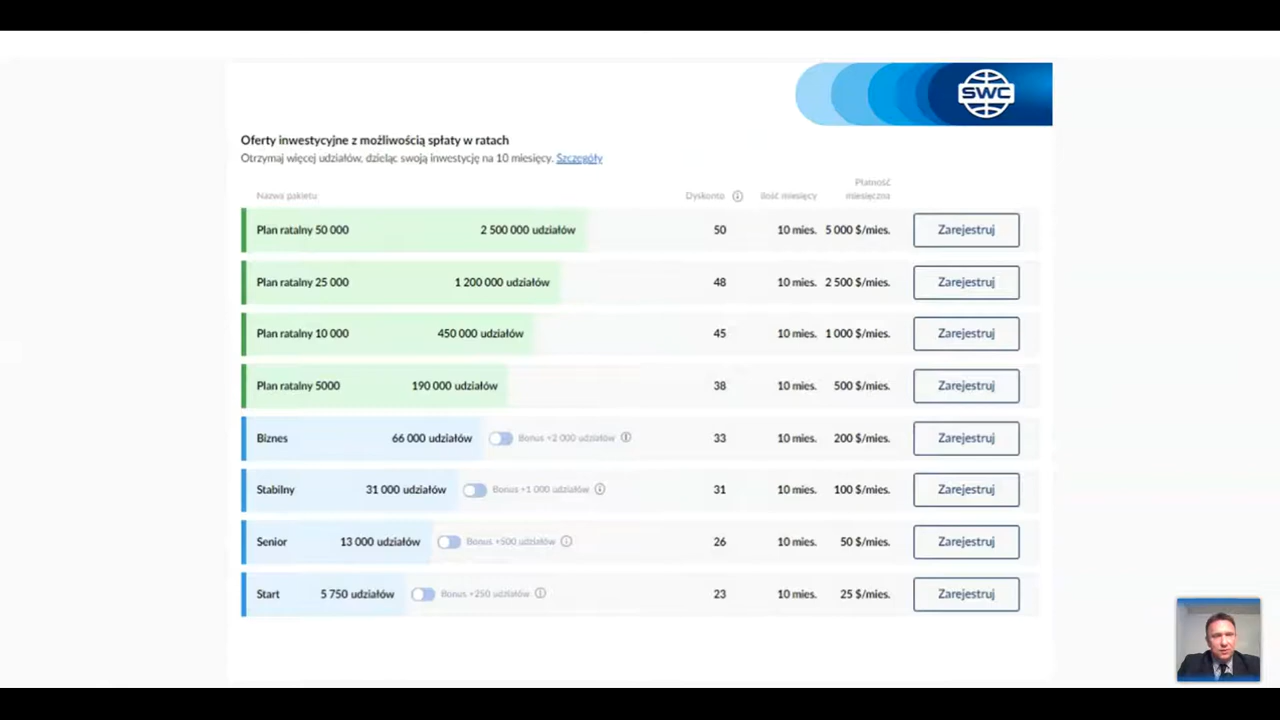 SWC
Oferty inwestycyjne z możliwością spłaty w ratach
Otrzymaj więcej udziałów, dzieląc swoją inwestycję na 10 miesięcy. Szczegóły
Nazwa pakietu Dyskonto Ilość miesięcy Płatność miesięczna
Plan ratalny 50 000 2 500 000 udziałów 50 10 mies. 5 000 $/mies. Zarejestruj
Plan ratalny 25 000 1 200 000 udziałów 48 10 mies. 2 500 $/mies. Zarejestruj
Plan ratalny 10 000 450 000 udziałów 45 10 mies. 1 000 $/mies. Zarejestruj
Plan ratalny 5000 190 000 udziałów 38 10 mies. 500 $/mies. Zarejestruj
Biznes 66 000 udziałów Bonus +2 000 udziałów 33 10 mies. 200 $/mies. Zarejestruj
Stabilny 31 000 udziałów Bonus +1 000 udziałów 31 10 mies. 100 $/mies. Zarejestruj
Senior 13 000 udziałów Bonus +500 udziałów 26 10 mies. 50 $/mies. Zarejestruj
Start 5 750 udziałów Bonus +250 udziałów 23 10 mies. 25 $/mies. Zarejestruj